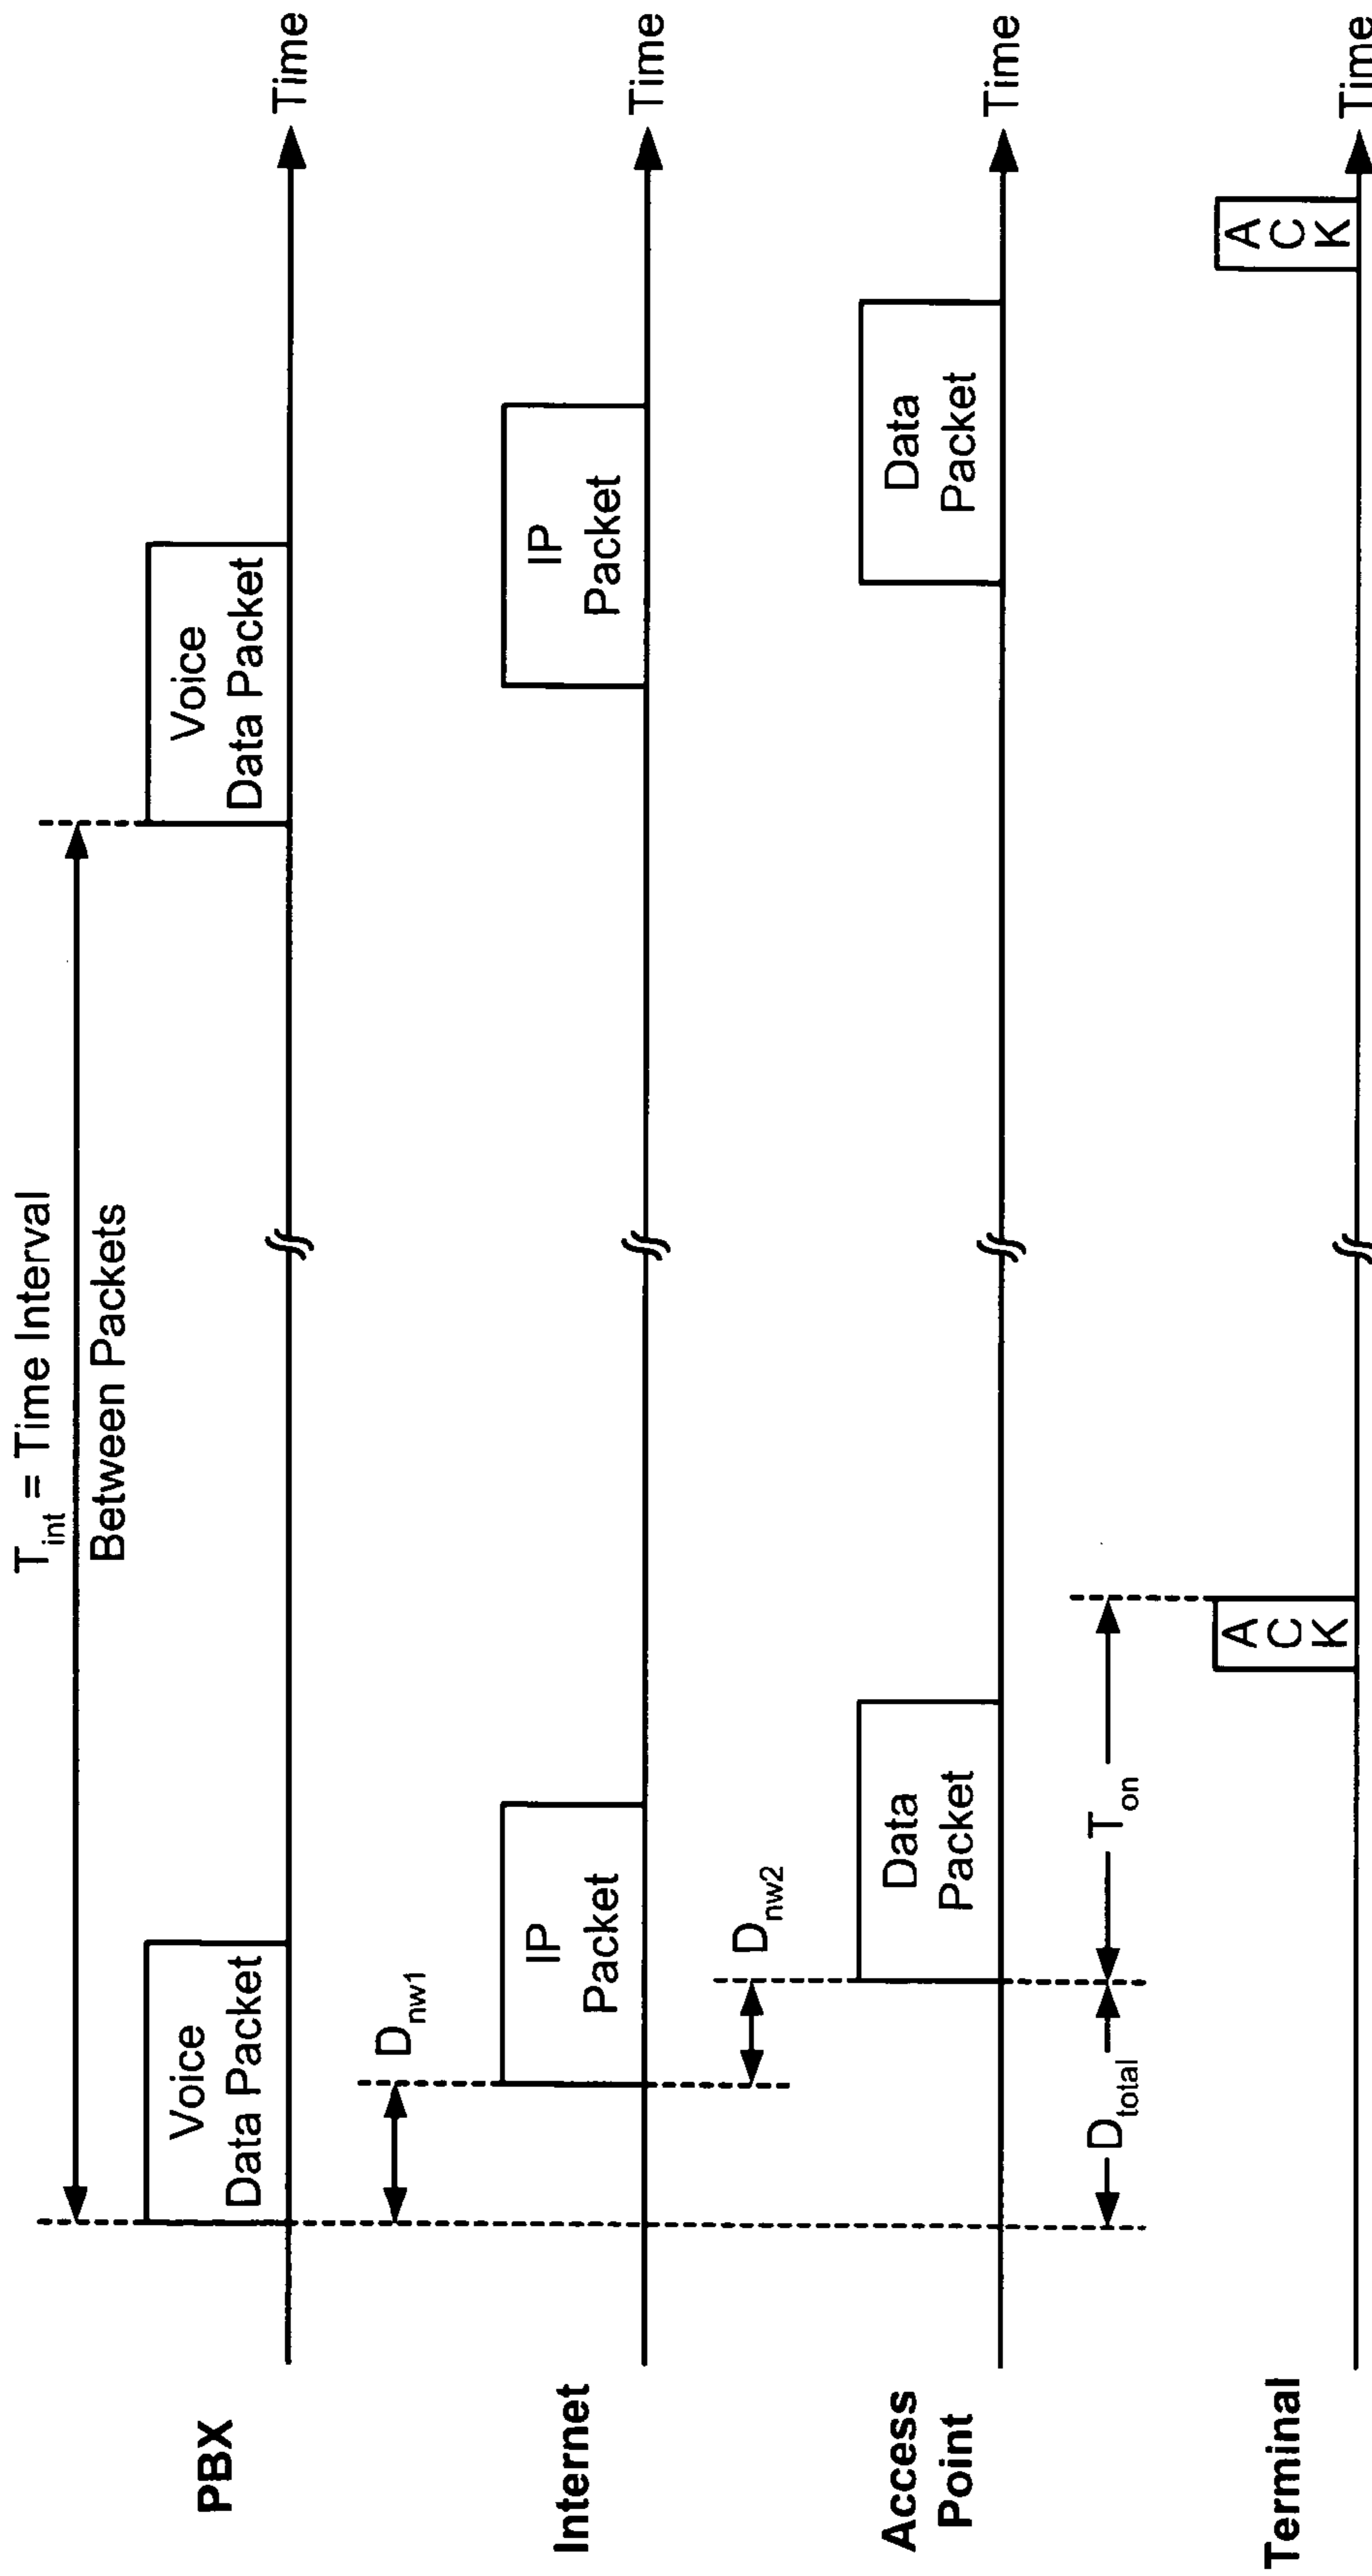 T_int = Time Interval
Between Packets
PBX
Voice
Data Packet
Voice
Data Packet
Time
D_nw1
Internet
IP
Packet
IP
Packet
Time
D_nw2
Access
Point
Data
Packet
Data
Packet
Time
D_total
T_on
Terminal
A
C
K
A
C
K
Time